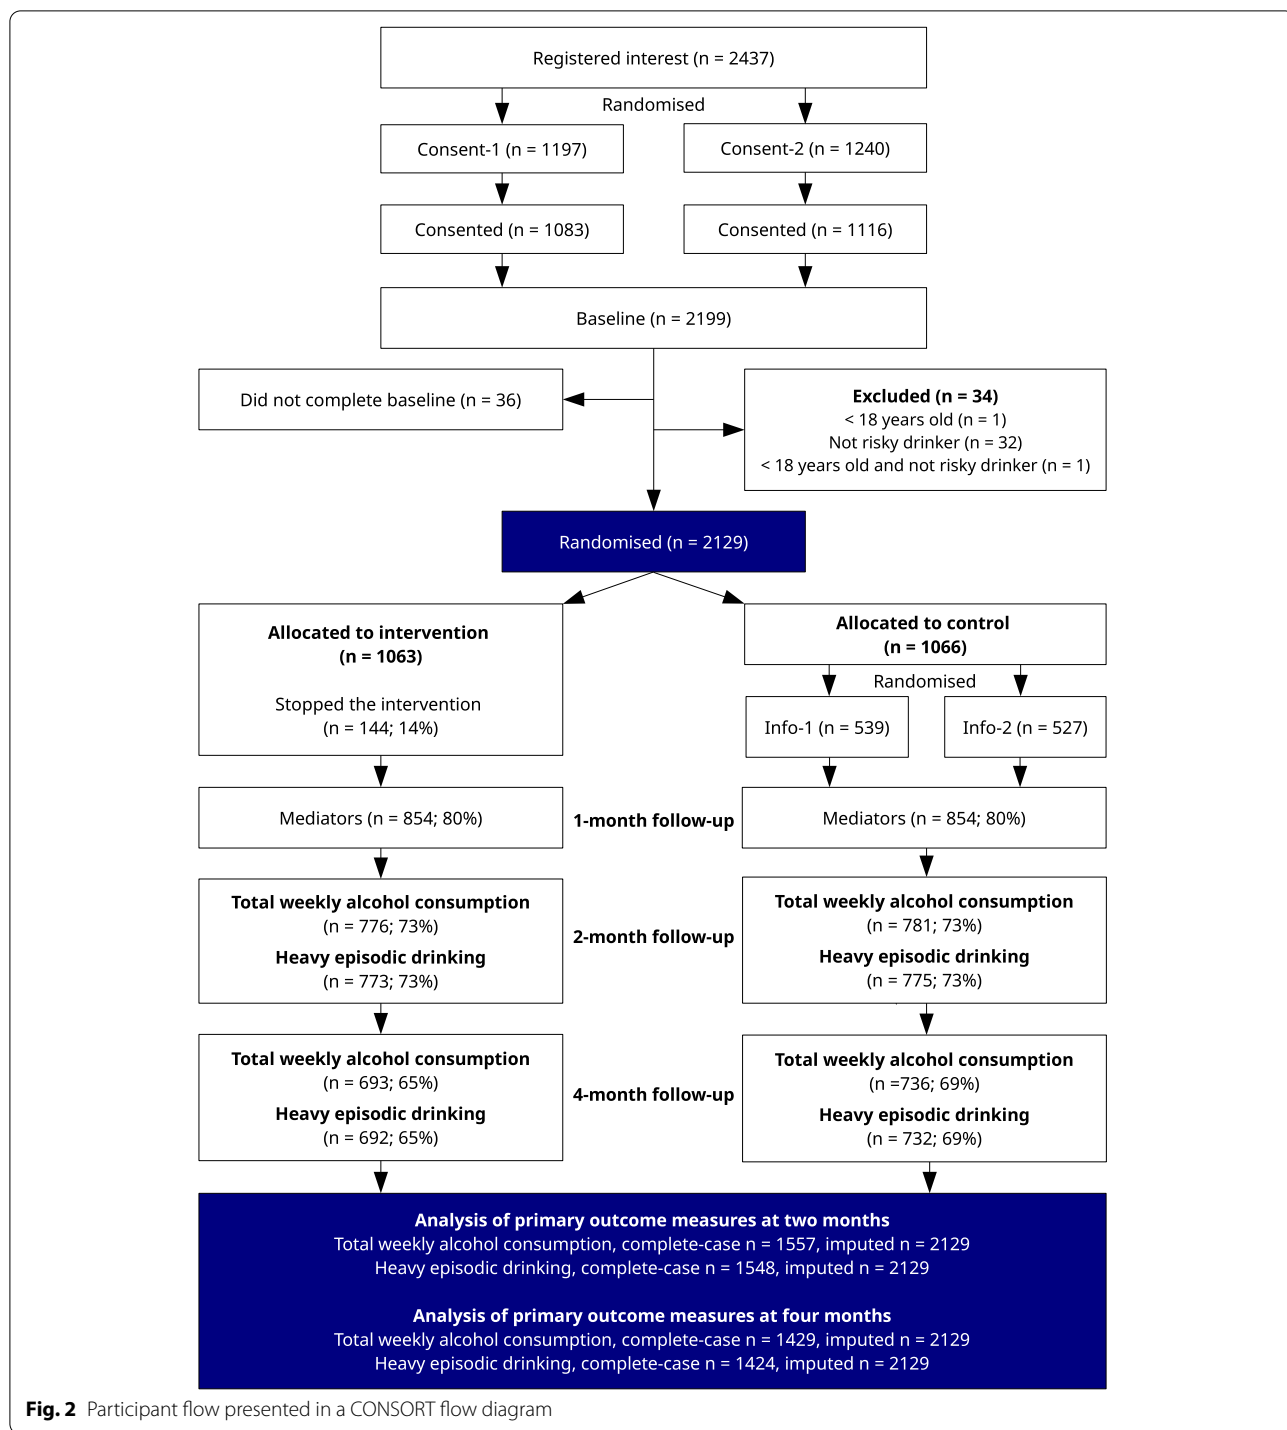 Registered interest (n = 2437)
Randomised
Consent-1 (n = 1197)
Consent-2 (n = 1240)
Consented (n = 1083)
Consented (n = 1116)
Baseline (n = 2199)
Did not complete baseline (n = 36)
Excluded (n = 34)
< 18 years old (n = 1)
Not risky drinker (n = 32)
< 18 years old and not risky drinker (n = 1)
Randomised (n = 2129)
Allocated to intervention
(n = 1063)
Stopped the intervention
(n = 144; 14%)
Allocated to control
(n = 1066)
Randomised
Info-1 (n = 539)
Info-2 (n = 527)
Mediators (n = 854; 80%)
1-month follow-up
Mediators (n = 854; 80%)
Total weekly alcohol consumption
(n = 776; 73%)
Heavy episodic drinking
(n = 773; 73%)
2-month follow-up
Total weekly alcohol consumption
(n = 781; 73%)
Heavy episodic drinking
(n = 775; 73%)
Total weekly alcohol consumption
(n = 693; 65%)
Heavy episodic drinking
(n = 692; 65%)
4-month follow-up
Total weekly alcohol consumption
(n =736; 69%)
Heavy episodic drinking
(n = 732; 69%)
Analysis of primary outcome measures at two months
Total weekly alcohol consumption, complete-case n = 1557, imputed n = 2129
Heavy episodic drinking, complete-case n = 1548, imputed n = 2129
Analysis of primary outcome measures at four months
Total weekly alcohol consumption, complete-case n = 1429, imputed n = 2129
Heavy episodic drinking, complete-case n = 1424, imputed n = 2129
Fig. 2 Participant flow presented in a CONSORT flow diagram